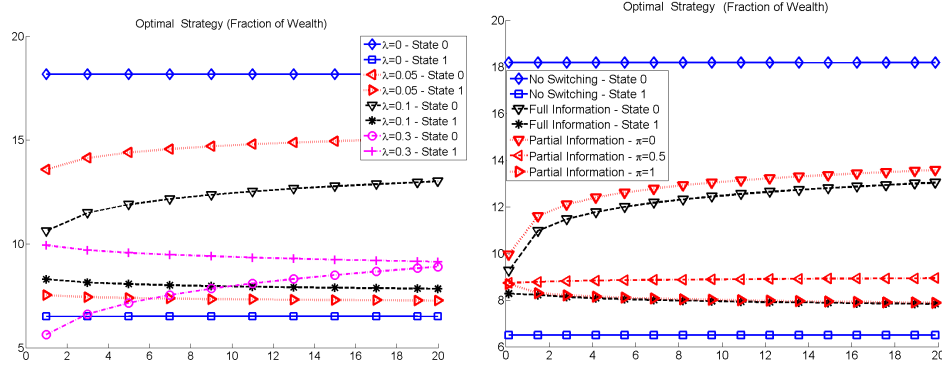 Optimal Strategy (Fraction of Wealth)
20
15
10
5
0 2 4 6 8 10 12 14 16 18 20
λ=0 - State 0
λ=0 - State 1
λ=0.05 - State 0
λ=0.05 - State 1
λ=0.1 - State 0
λ=0.1 - State 1
λ=0.3 - State 0
λ=0.3 - State 1
Optimal Strategy (Fraction of Wealth)
20
18
16
14
12
10
8
6
0 2 4 6 8 10 12 14 16 18 20
No Switching - State 0
No Switching - State 1
Full Information - State 0
Full Information - State 1
Partial Information - π=0
Partial Information - π=0.5
Partial Information - π=1